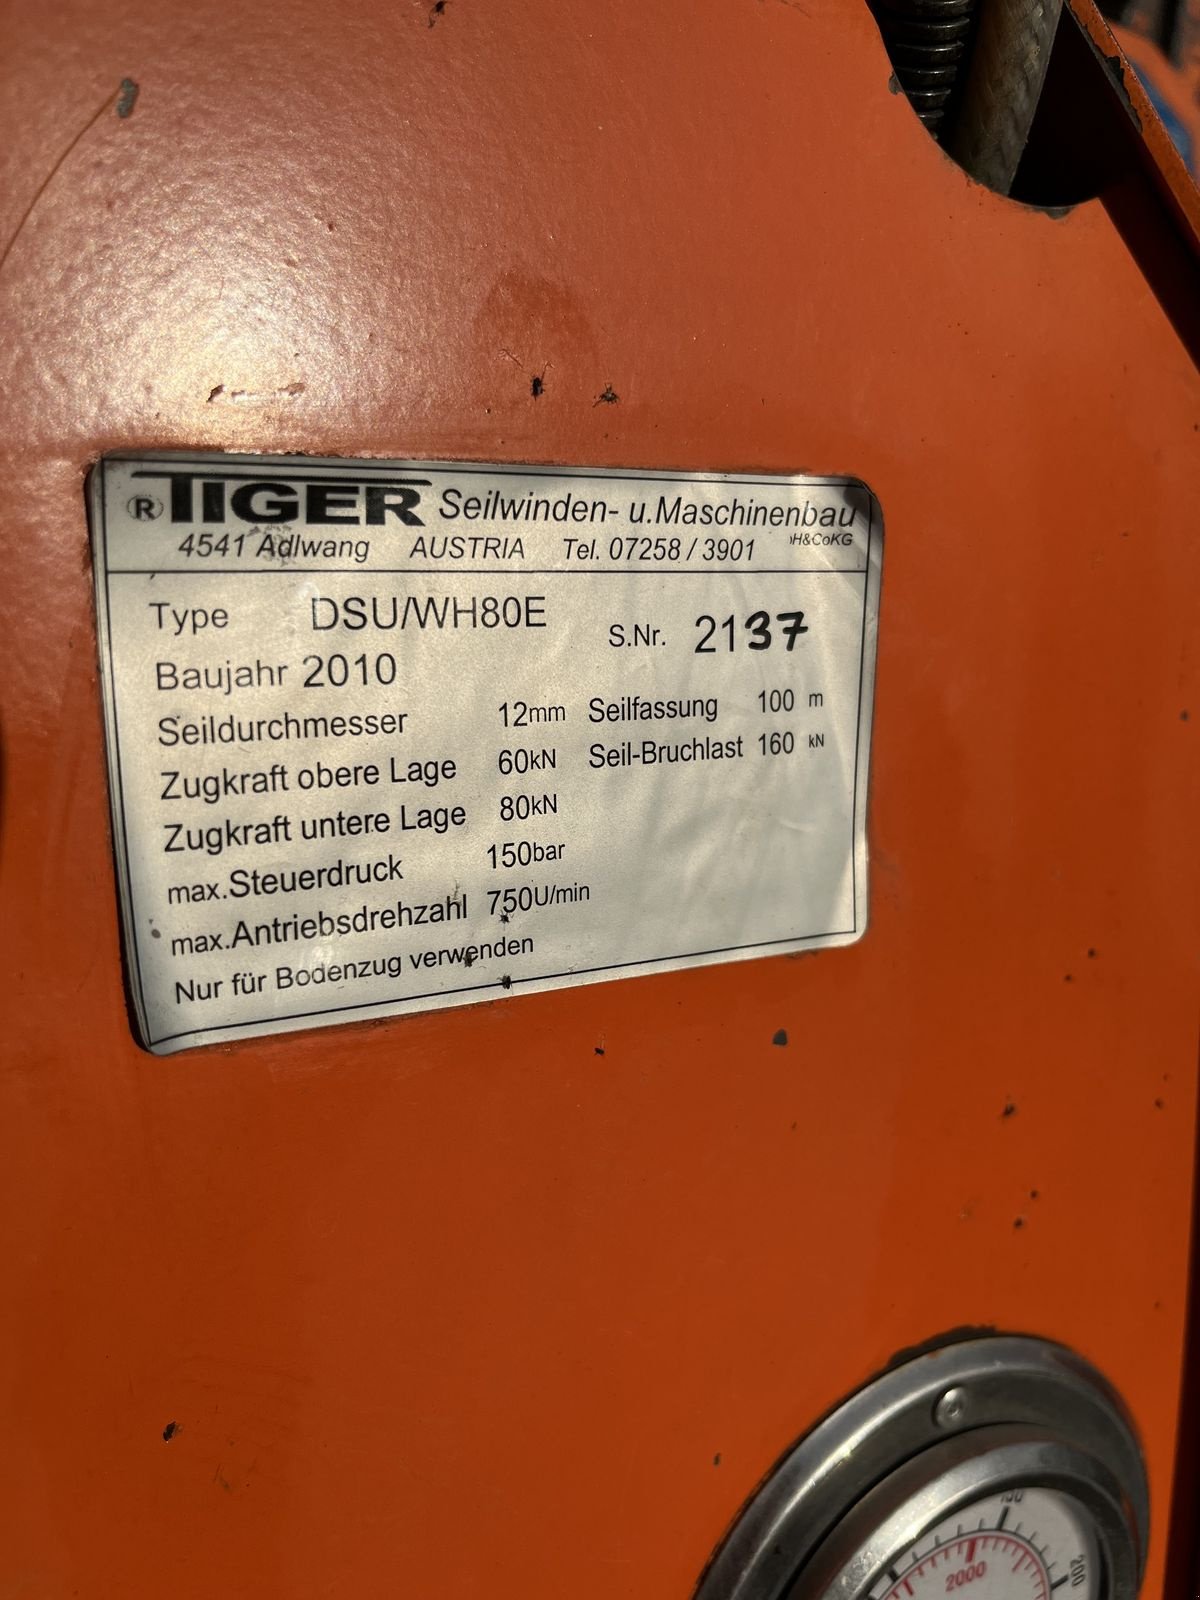 ® TIGER Seilwinden- u.Maschinenbau
4541 Adlwang AUSTRIA Tel. 07258 / 3901 H&CoKG
Type DSU/WH80E S.Nr. 2137
Baujahr 2010
Seildurchmesser 12mm Seilfassung 100 m
Zugkraft obere Lage 60kN Seil-Bruchlast 160 kN
Zugkraft untere Lage 80kN
max.Steuerdruck 150bar
max.Antriebsdrehzahl 750U/min
Nur für Bodenzug verwenden
200
2000